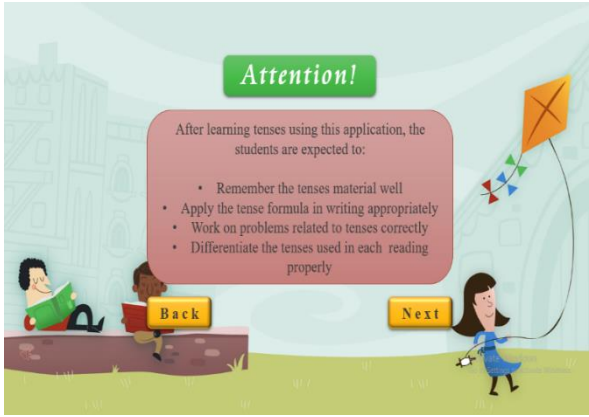 Attention!
After learning tenses using this application, the
students are expected to:
• Remember the tenses material well
• Apply the tense formula in writing appropriately
• Work on problems related to tenses correctly
• Differentiate the tenses used in each reading
properly
Back
Next